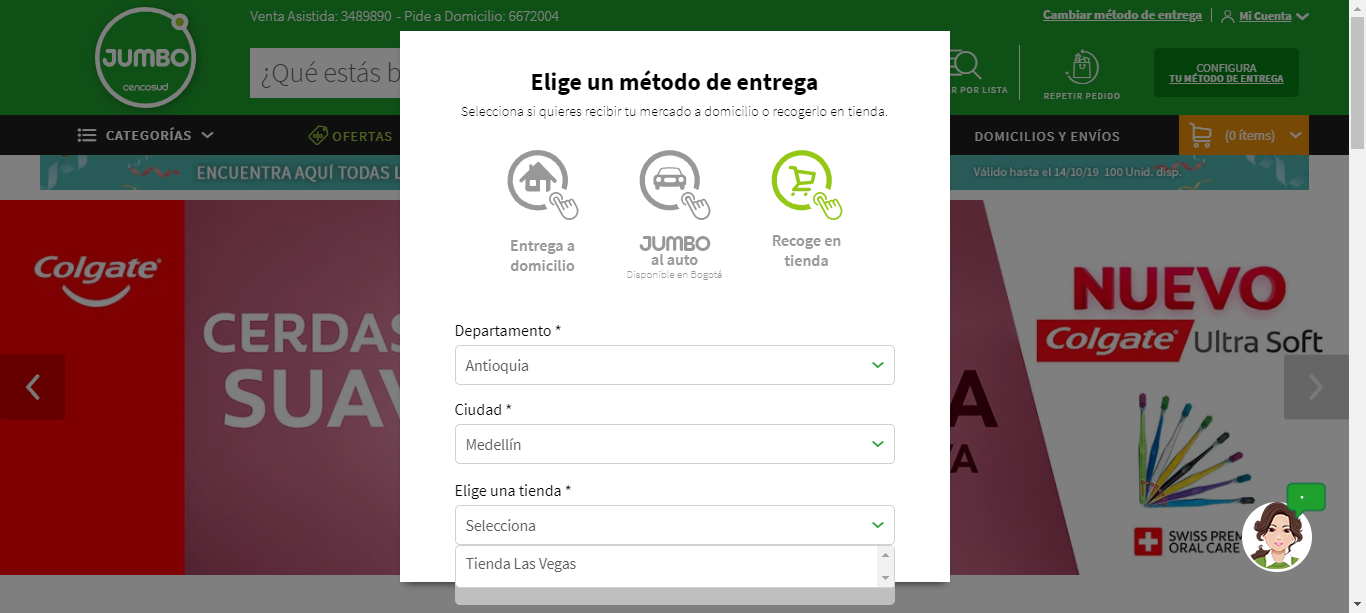 Venta Asistida: 3489890 - Pide a Domicilio: 6672004
Cambiar método de entrega
Mi Cuenta
JUMBO
cencosud
¿Qué estás b
R POR LISTA
REPETIR PEDIDO
CONFIGURA
TU MÉTODO DE ENTREGA
CATEGORÍAS
OFERTAS
DOMICILIOS Y ENVÍOS
(0 ítems)
ENCUENTRA AQUÍ TODAS L
Válido hasta el 14/10/19 100 Unid. disp.
Elige un método de entrega
Selecciona si quieres recibir tu mercado a domicilio o recogerlo en tienda.
Entrega a
domicilio
JUMBO
al auto
Disponible en Bogotá
Recoge en
tienda
Departamento *
Antioquia
Ciudad *
Medellín
Elige una tienda *
Selecciona
Tienda Las Vegas
Colgate
CERDAS
SUAV
A
VA
NUEVO
Colgate Ultra Soft
SWISS PREM
ORAL CARE